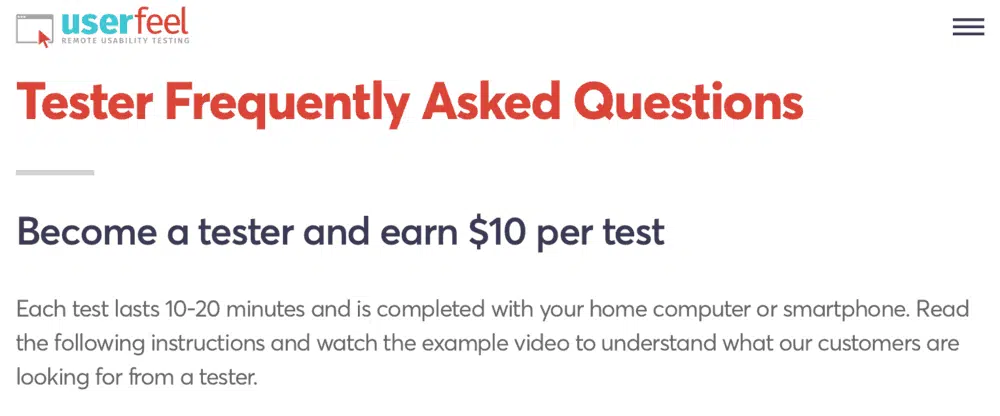 userfeel
REMOTE USABILITY TESTING
Tester Frequently Asked Questions
Become a tester and earn $10 per test
Each test lasts 10-20 minutes and is completed with your home computer or smartphone. Read
the following instructions and watch the example video to understand what our customers are
looking for from a tester.